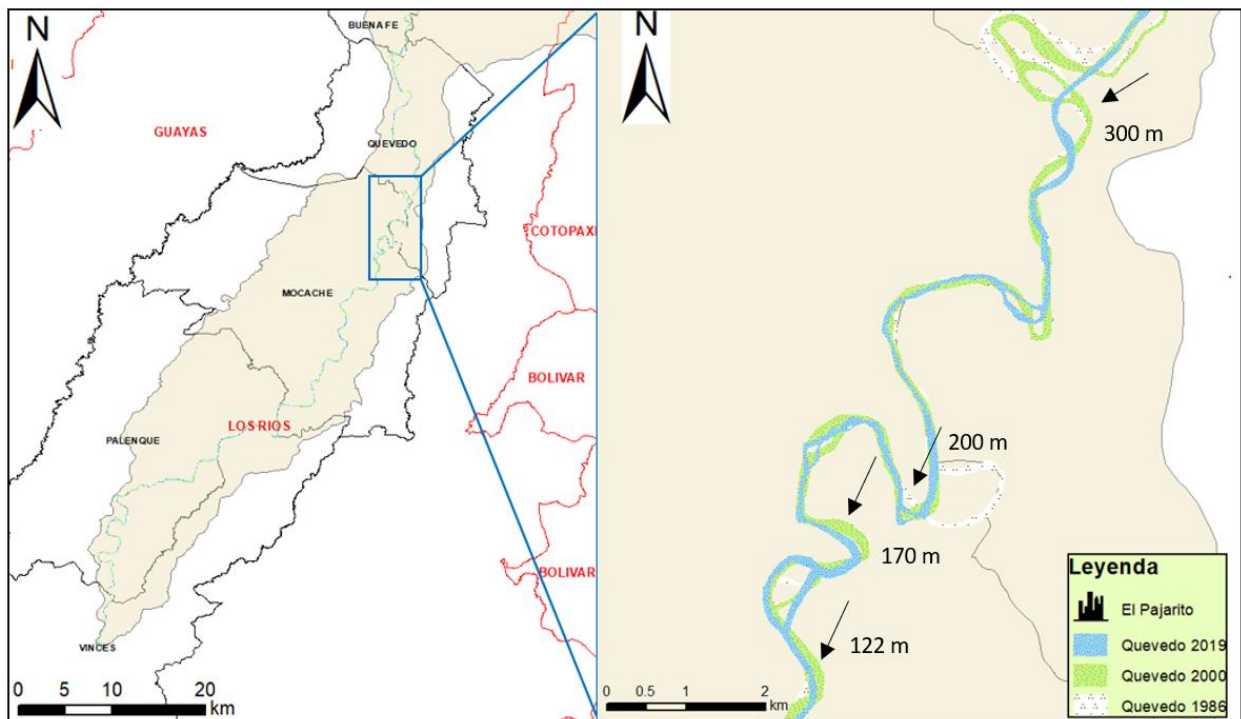 N
BUENA FE
GUAYAS
QUEVEDO
COTOPAXI
MOCACHE
BOLIVAR
LOS RIOS
PALENQUE
BOLIVAR
VINCES
0 5 10 20
km
N
300 m
200 m
170 m
122 m
0 0.5 1 2
km
Leyenda
El Pajarito
Quevedo 2019
Quevedo 2000
Quevedo 1986